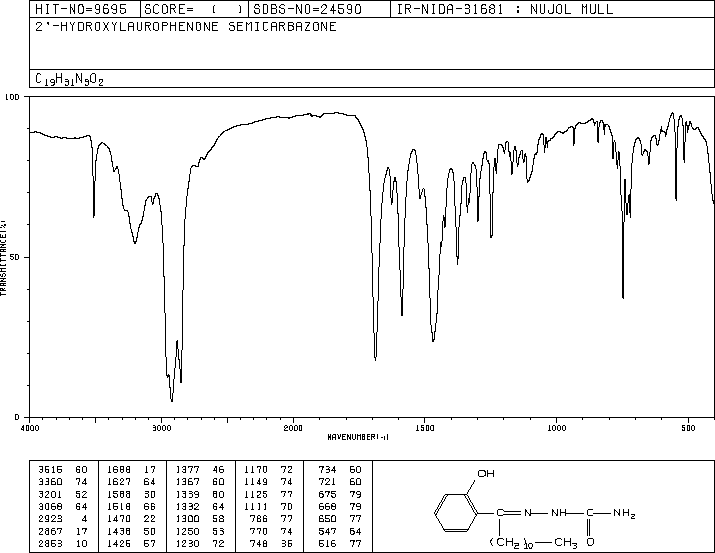 HIT-NO=9695 SCORE= ( ) SDBS-NO=24590 IR-NIDA-31681 : NUJOL MULL
2'-HYDROXYLAUROPHENONE SEMICARBAZONE
C19H31N3O2
100
50
0
TRANSMITTANCE(%)
4000 3000 2000 1500 1000 500
WAVENUMBER(-1)
3515 60 1688 17 1377 46 1170 72 734 60
3360 74 1627 64 1367 60 1149 74 721 60
3201 52 1588 30 1339 60 1125 77 675 79
3068 64 1518 66 1332 64 1111 70 668 79
2923 4 1470 22 1300 58 786 77 650 77
2867 17 1438 50 1250 53 770 74 547 64
2853 10 1426 57 1230 72 748 36 516 77
OH
N NH NH2
O
(CH2)10 CH3